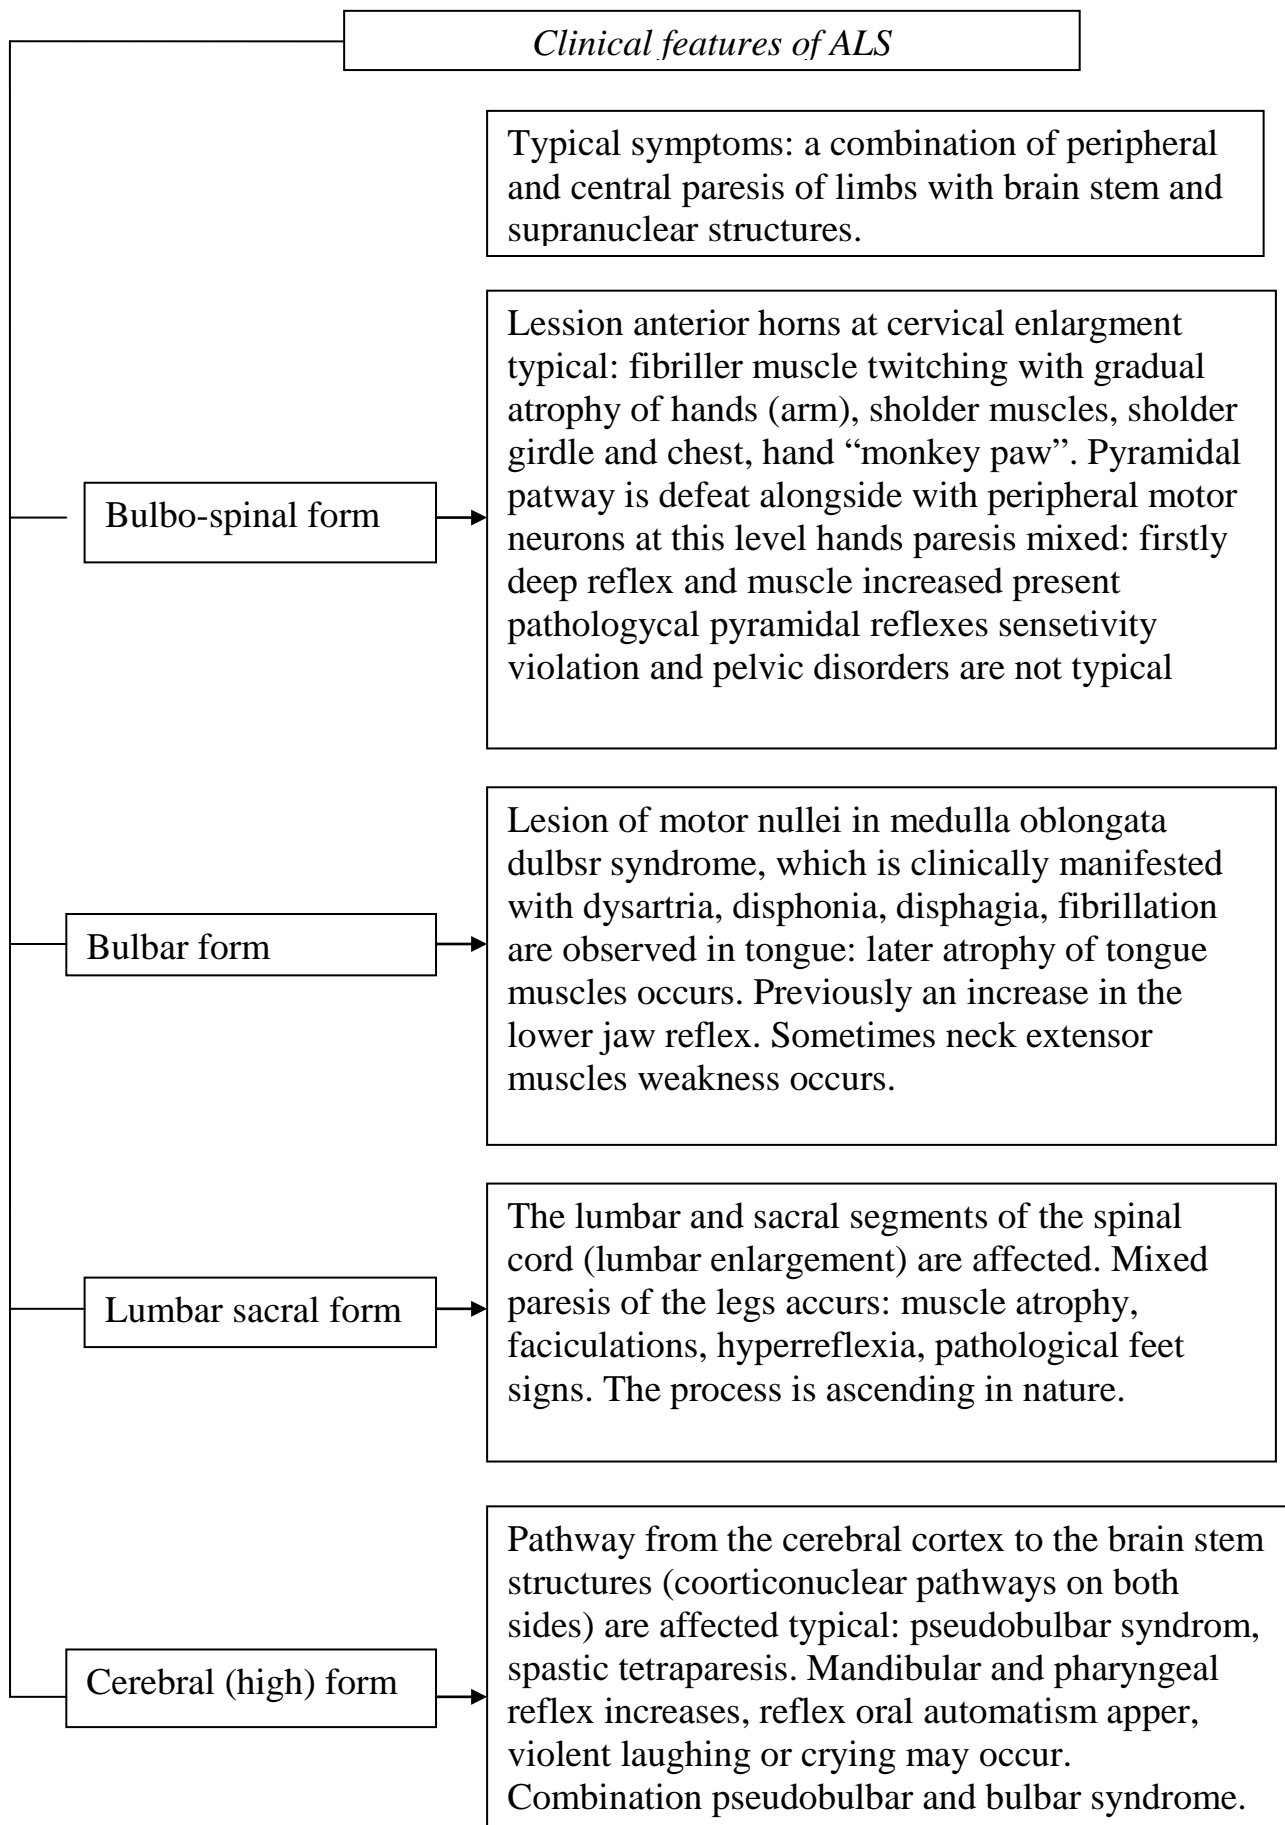 Clinical features of ALS
Typical symptoms: a combination of peripheral
and central paresis of limbs with brain stem and
supranuclear structures.
Bulbo-spinal form
Lession anterior horns at cervical enlargment
typical: fibriller muscle twitching with gradual
atrophy of hands (arm), sholder muscles, sholder
girdle and chest, hand “monkey paw”. Pyramidal
patway is defeat alongside with peripheral motor
neurons at this level hands paresis mixed: firstly
deep reflex and muscle increased present
pathologycal pyramidal reflexes sensetivity
violation and pelvic disorders are not typical
Bulbar form
Lesion of motor nullei in medulla oblongata
dulbsr syndrome, which is clinically manifested
with dysartria, disphonia, disphagia, fibrillation
are observed in tongue: later atrophy of tongue
muscles occurs. Previously an increase in the
lower jaw reflex. Sometimes neck extensor
muscles weakness occurs.
Lumbar sacral form
The lumbar and sacral segments of the spinal
cord (lumbar enlargement) are affected. Mixed
paresis of the legs accurs: muscle atrophy,
faciculations, hyperreflexia, pathological feet
signs. The process is ascending in nature.
Cerebral (high) form
Pathway from the cerebral cortex to the brain stem
structures (coorticonuclear pathways on both
sides) are affected typical: pseudobulbar syndrom,
spastic tetraparesis. Mandibular and pharyngeal
reflex increases, reflex oral automatism apper,
violent laughing or crying may occur.
Combination pseudobulbar and bulbar syndrome.